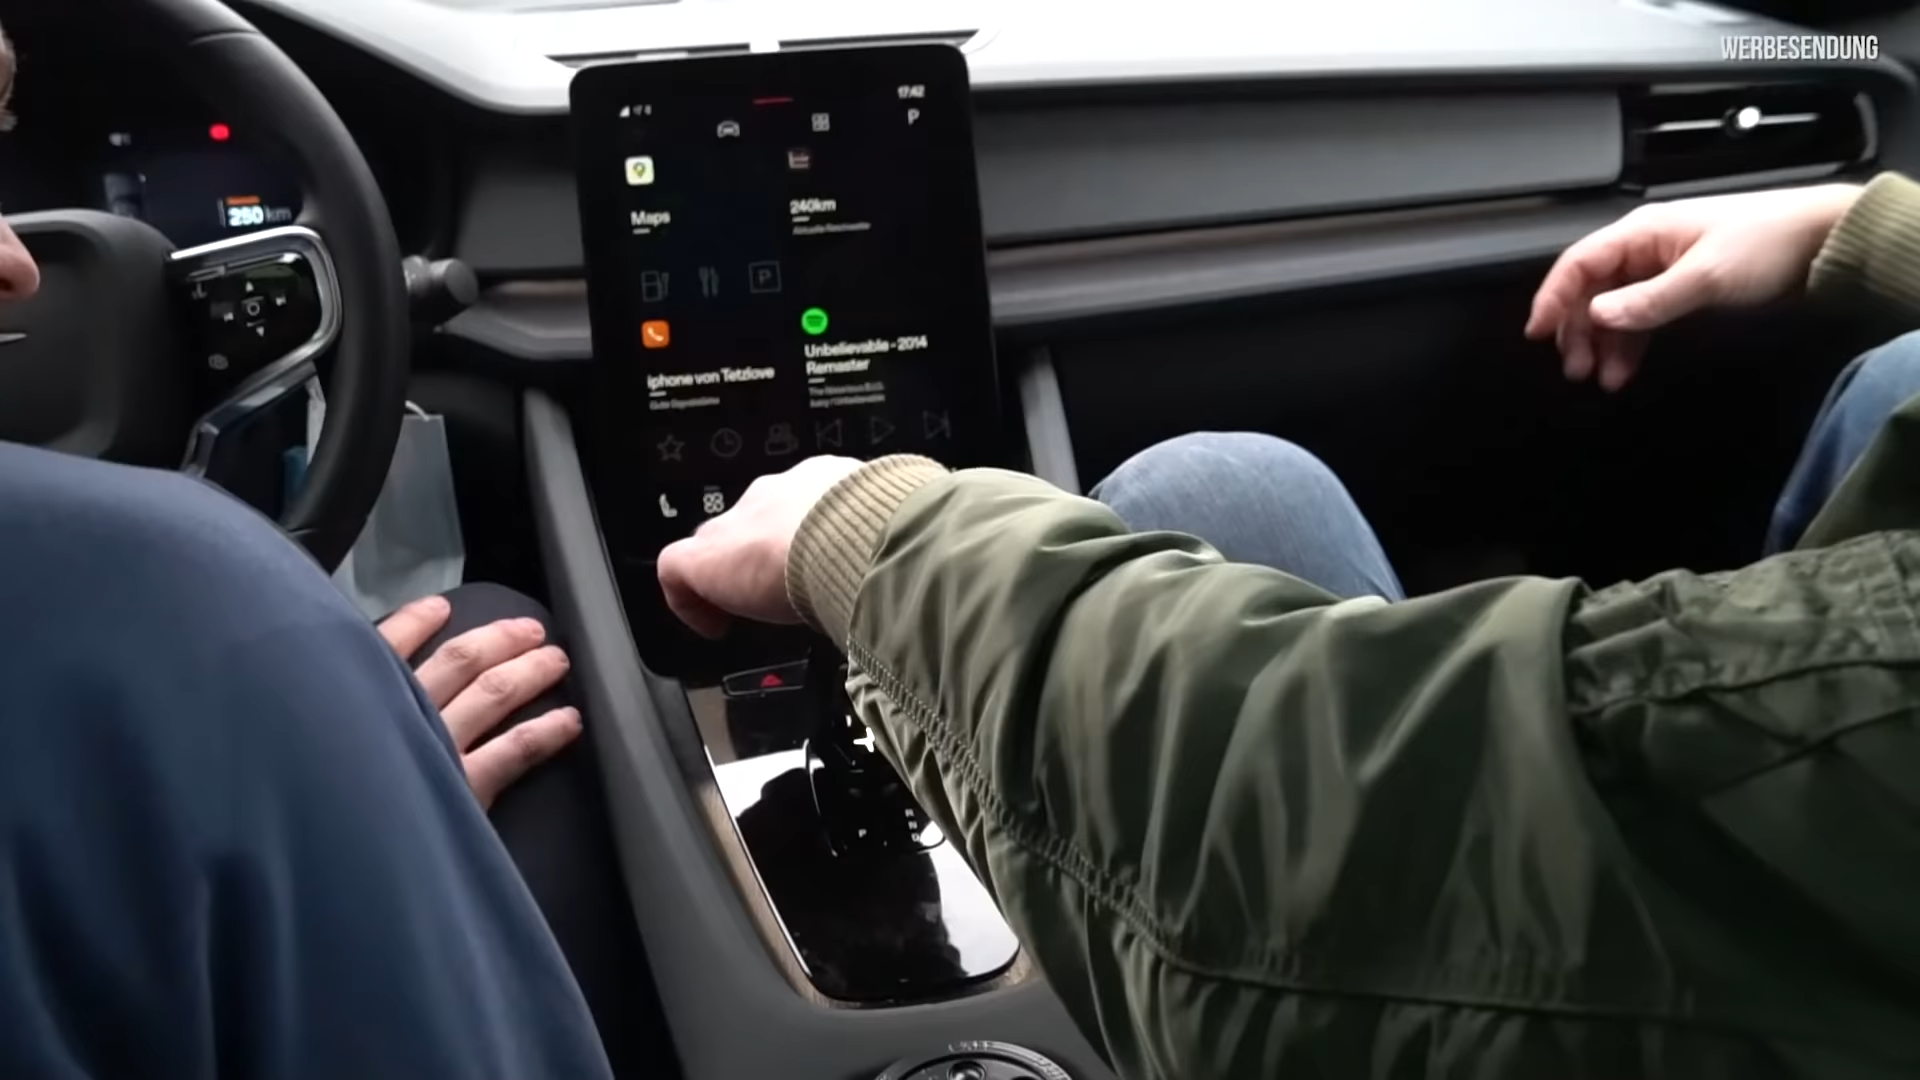 WERBESENDUNG
17:42
P
Maps
240km
250 km
P
iphone von Tetzlove
Unbelievable - 2014
Remaster
P
R
N
D